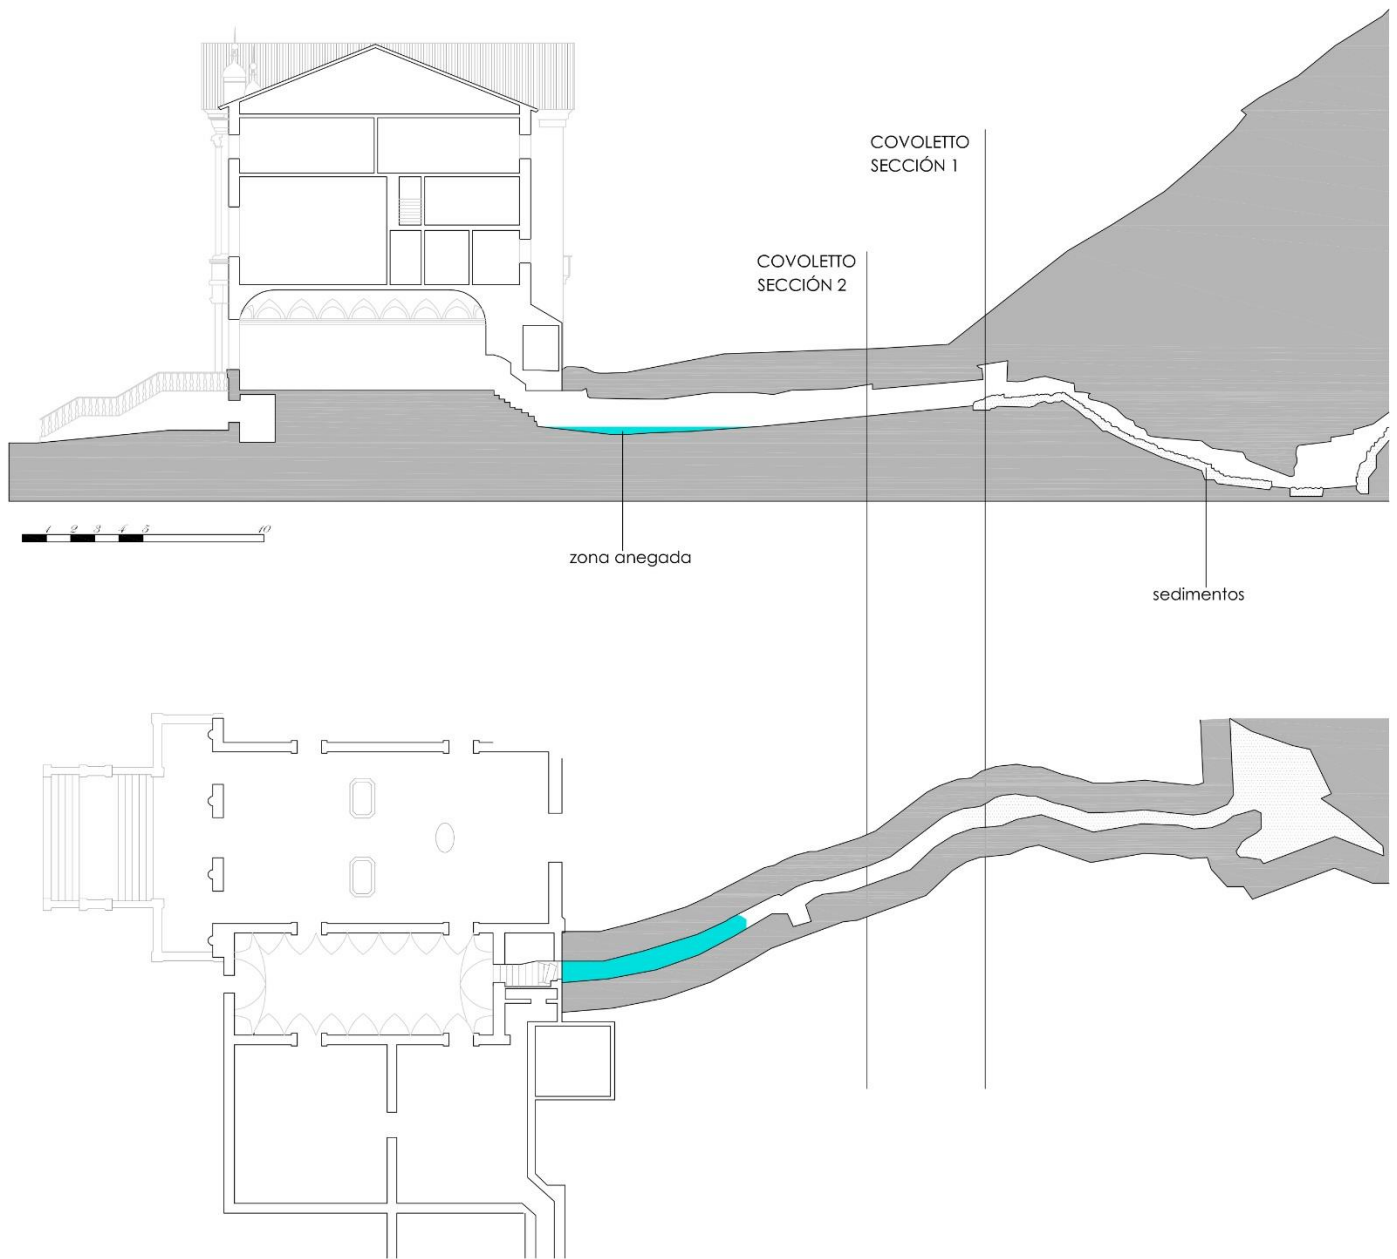 COVOLETTO
SECCIÓN 1
COVOLETTO
SECCIÓN 2
1 2 3 4 5 10
zona anegada
sedimentos